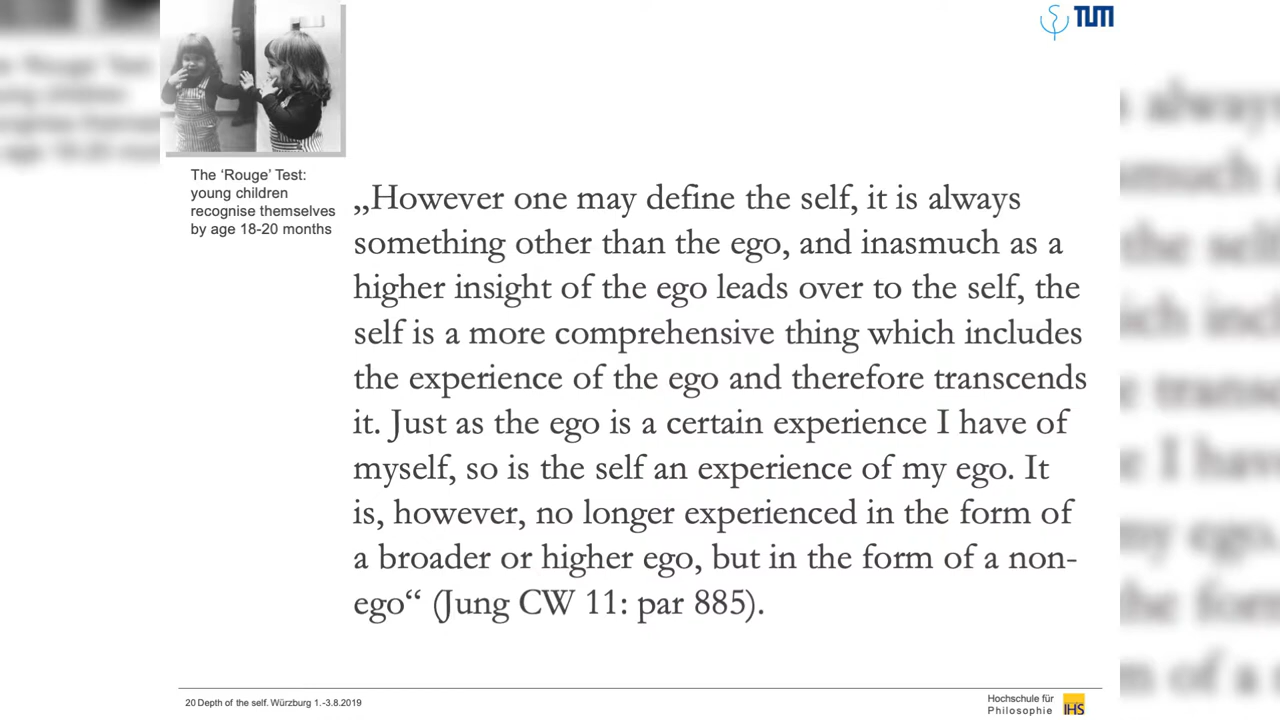 TUM
The ‘Rouge’ Test:
young children
recognise themselves
by age 18-20 months
„However one may define the self, it is always
something other than the ego, and inasmuch as a
higher insight of the ego leads over to the self, the
self is a more comprehensive thing which includes
the experience of the ego and therefore transcends
it. Just as the ego is a certain experience I have of
myself, so is the self an experience of my ego. It
is, however, no longer experienced in the form of
a broader or higher ego, but in the form of a non-
ego“ (Jung CW 11: par 885).
20 Depth of the self. Würzburg 1.-3.8.2019
Hochschule für
Philosophie
IHS